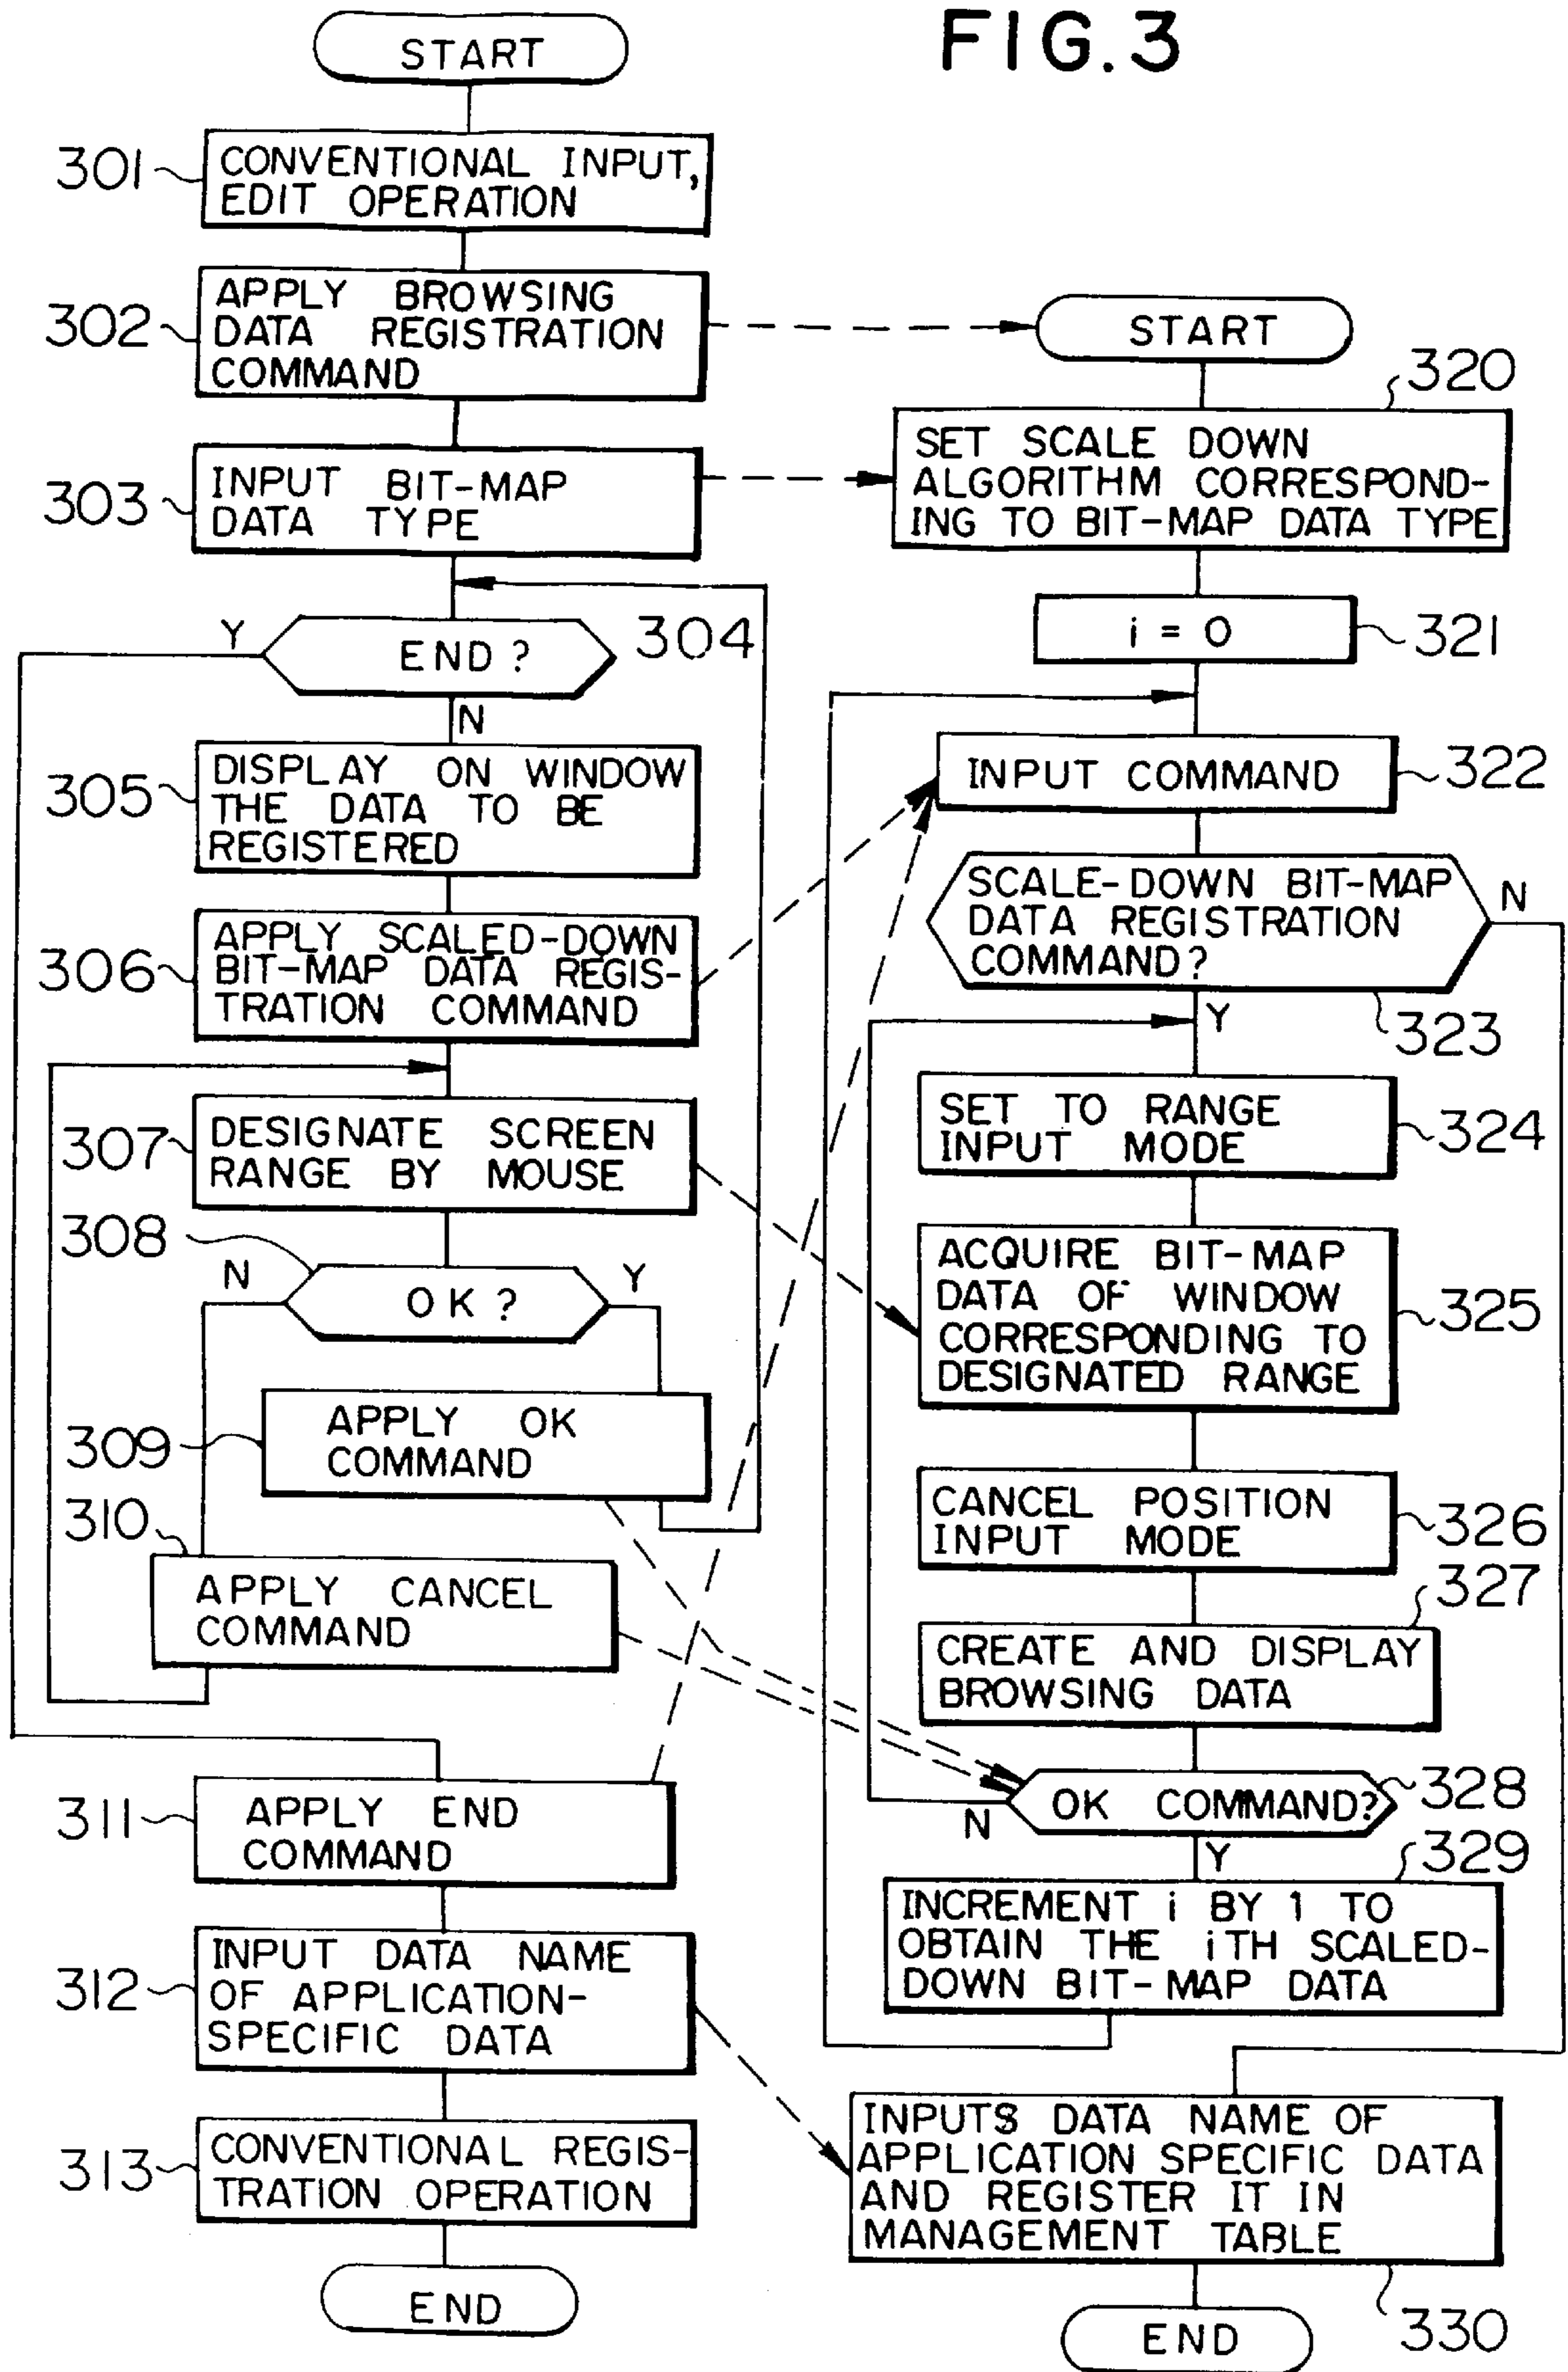 FIG.3
START
301
CONVENTIONAL INPUT,
EDIT OPERATION
302
APPLY BROWSING
DATA REGISTRATION
COMMAND
303
INPUT BIT-MAP
DATA TYPE
Y
END?
304
N
305
DISPLAY ON WINDOW
THE DATA TO BE
REGISTERED
306
APPLY SCALED-DOWN
BIT-MAP DATA REGIS-
TRATION COMMAND
307
DESIGNATE SCREEN
RANGE BY MOUSE
308
N
OK?
Y
309
APPLY OK
COMMAND
310
APPLY CANCEL
COMMAND
311
APPLY END
COMMAND
312
INPUT DATA NAME
OF APPLICATION-
SPECIFIC DATA
313
CONVENTIONAL REGIS-
TRATION OPERATION
END
START
320
SET SCALE DOWN
ALGORITHM CORRESPOND-
ING TO BIT-MAP DATA TYPE
i = 0
321
INPUT COMMAND
322
SCALE-DOWN BIT-MAP
DATA REGISTRATION
COMMAND?
N
Y
323
SET TO RANGE
INPUT MODE
324
ACQUIRE BIT-MAP
DATA OF WINDOW
CORRESPONDING TO
DESIGNATED RANGE
325
CANCEL POSITION
INPUT MODE
326
327
CREATE AND DISPLAY
BROWSING DATA
OK COMMAND?
328
N
Y
329
INCREMENT i BY 1 TO
OBTAIN THE iTH SCALED-
DOWN BIT-MAP DATA
INPUTS DATA NAME OF
APPLICATION SPECIFIC DATA
AND REGISTER IT IN
MANAGEMENT TABLE
330
END